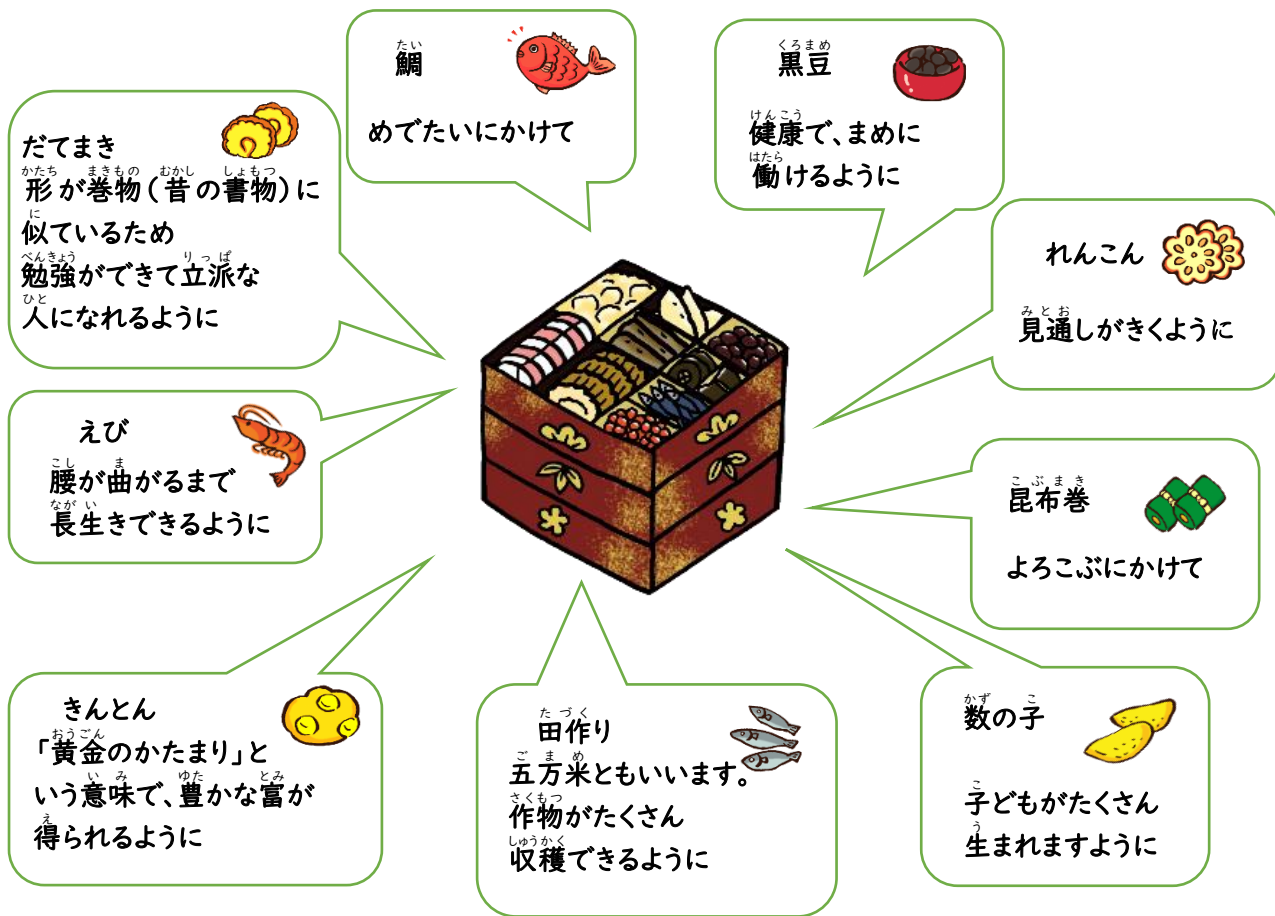 鯛
めでたいにかけて
黒豆
健康で、まめに
働けるように
だてまき
形が巻物(昔の書物)に
似ているため
勉強ができて立派な
人になれるように
れんこん
見通しがきくように
えび
腰が曲がるまで
長生きできるように
昆布巻
よろこぶにかけて
きんとん
「黄金のかたまり」と
いう意味で、豊かな富が
得られるように
田作り
五万米ともいいます。
作物がたくさん
収穫できるように
数の子
子どもがたくさん
生まれますように